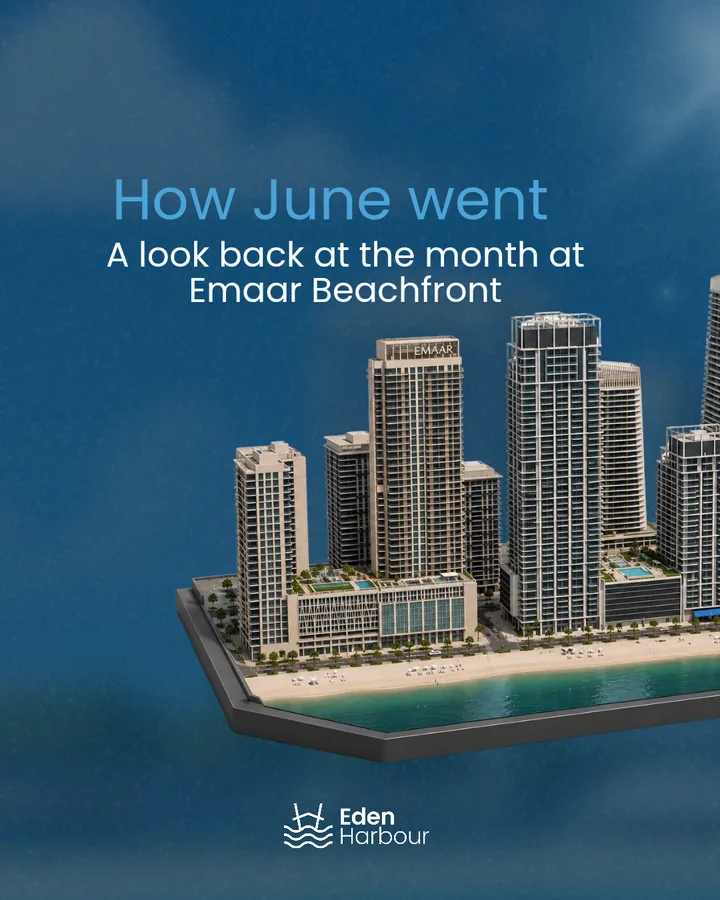 How June went
A look back at the month at
Emaar Beachfront
EMAAR
Eden
Harbour